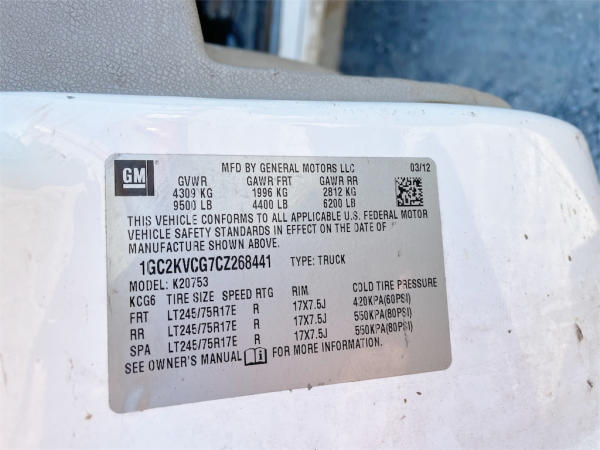 GM
MFD BY GENERAL MOTORS LLC 03/12
GVWR GAWR FRT GAWR RR
4309 KG 1996 KG 2812 KG
9500 LB 4400 LB 6200 LB
THIS VEHICLE CONFORMS TO ALL APPLICABLE U.S. FEDERAL MOTOR
VEHICLE SAFETY STANDARDS IN EFFECT ON THE DATE OF
MANUFACTURE SHOWN ABOVE.
1GC2KVCG7CZ268441 TYPE: TRUCK
MODEL: K20753
KCG6 TIRE SIZE SPEED RTG RIM COLD TIRE PRESSURE
FRT LT245/75R17E R 17X7.5J 420KPA(60PSI)
RR LT245/75R17E R 17X7.5J 550KPA(80PSI)
SPA LT245/75R17E R 17X7.5J 550KPA(80PSI)
SEE OWNER'S MANUAL FOR MORE INFORMATION.